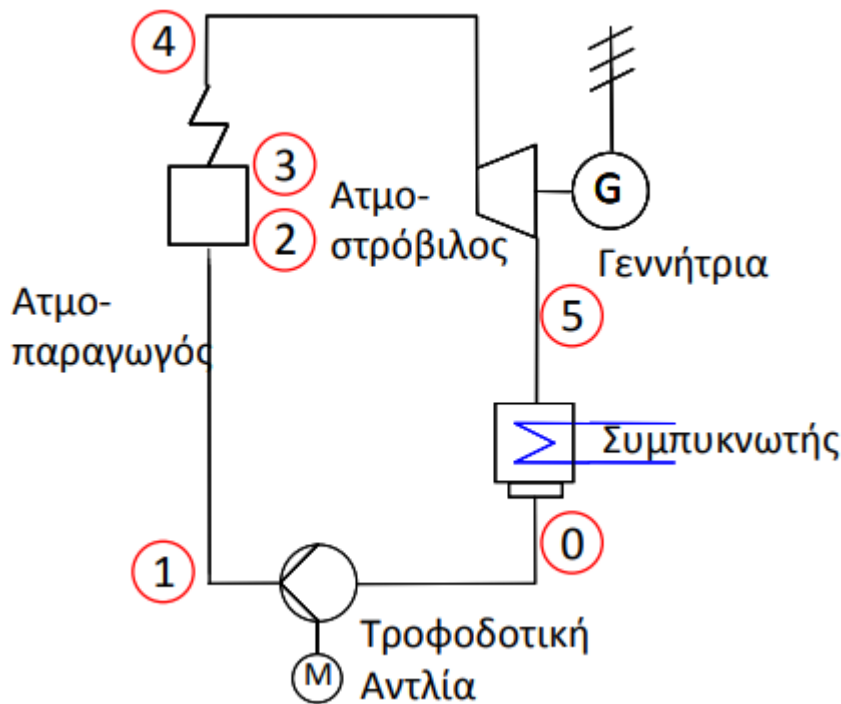 4
3
Ατμο-
στρόβιλος
2
G
Γεννήτρια
Ατμο-
παραγωγός
5
Συμπυκνωτής
1
0
Τροφοδοτική
Αντλία
M